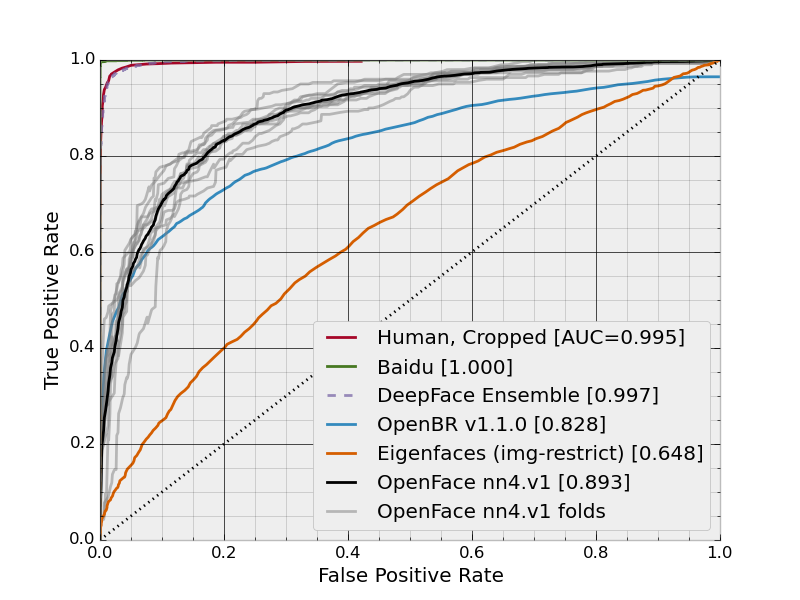 1.0
0.8
0.6
0.4
0.2
0.0
True Positive Rate
Human, Cropped [AUC=0.995]
Baidu [1.000]
DeepFace Ensemble [0.997]
OpenBR v1.1.0 [0.828]
Eigenfaces (img-restrict) [0.648]
OpenFace nn4.v1 [0.893]
OpenFace nn4.v1 folds
0.0 0.2 0.4 0.6 0.8 1.0
False Positive Rate